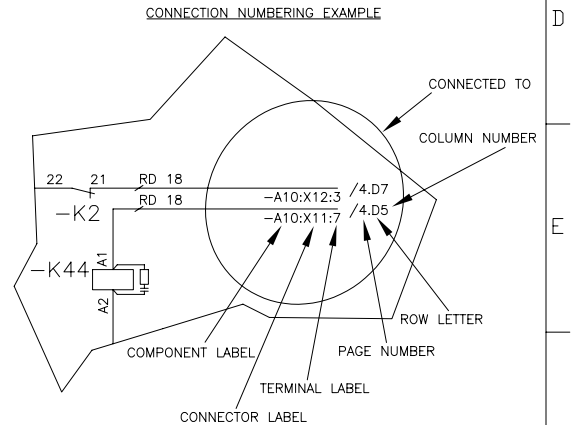 CONNECTION NUMBERING EXAMPLE
D
CONNECTED TO
COLUMN NUMBER
22 21 RD 18
-A10:X12:3 /4.D7
-K2 RD 18
-A10:X11:7 /4.D5
E
A1
-K44
A2
ROW LETTER
COMPONENT LABEL
PAGE NUMBER
TERMINAL LABEL
CONNECTOR LABEL